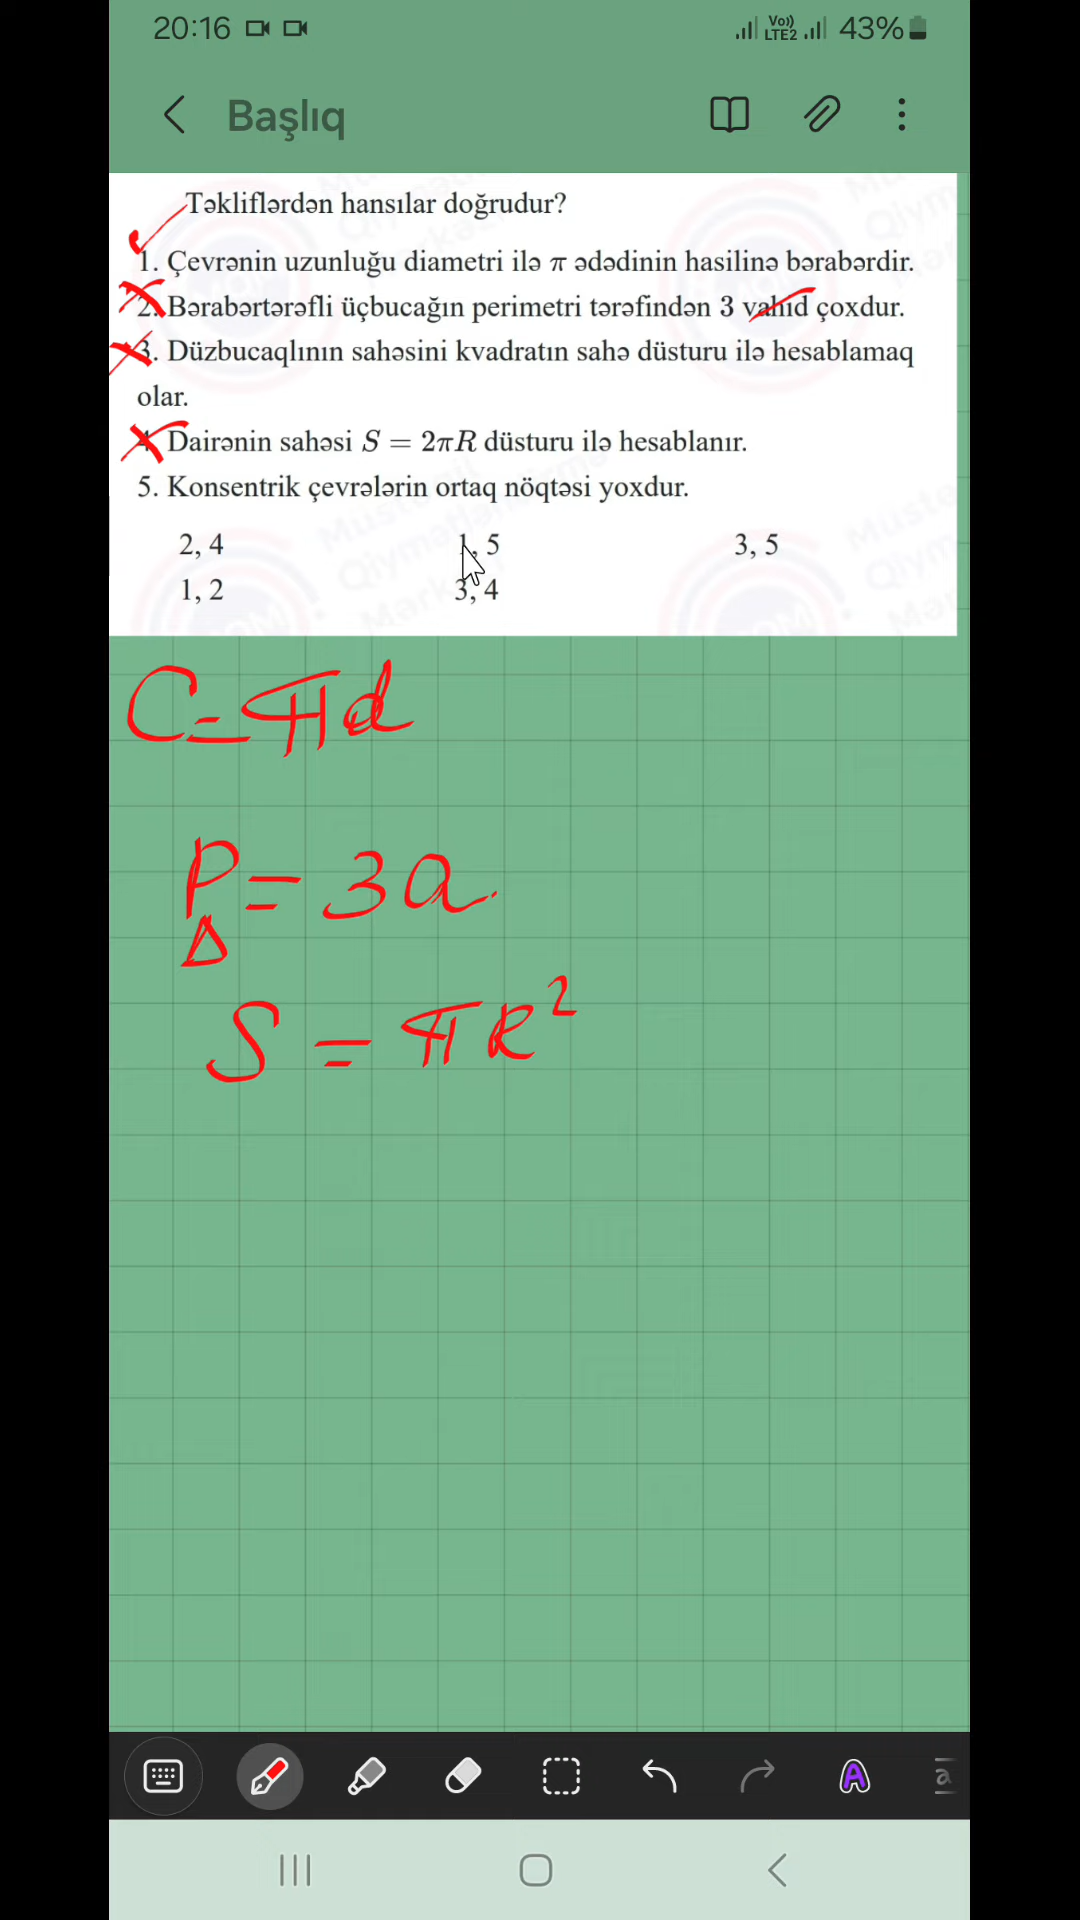 20:16 Vo)) LTE2 43%
Başlıq
Təkliflərdən hansılar doğrudur?
1. Çevrənin uzunluğu diametri ilə π ədədinin hasilinə bərabərdir.
2. Bərabərtərəfli üçbucağın perimetri tərəfindən 3 vahid çoxdur.
3. Düzbucaqlının sahəsini kvadratın sahə düsturu ilə hesablamaq
olar.
4. Dairənin sahəsi S = 2πR düsturu ilə hesablanır.
5. Konsentrik çevrələrin ortaq nöqtəsi yoxdur.
2, 4 1, 5 3, 5
1, 2 3, 4
C = πd
P = 3a
Δ
S = πR²
A a